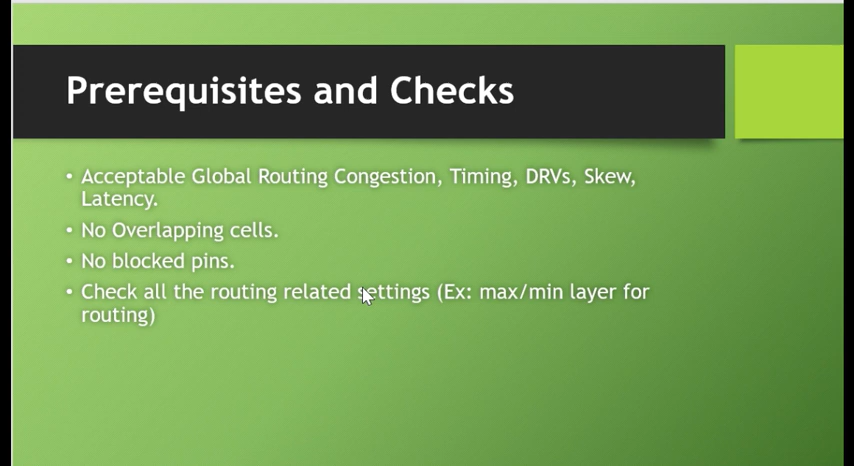 Prerequisites and Checks
• Acceptable Global Routing Congestion, Timing, DRVs, Skew,
Latency.
• No Overlapping cells.
• No blocked pins.
• Check all the routing related settings (Ex: max/min layer for
routing)